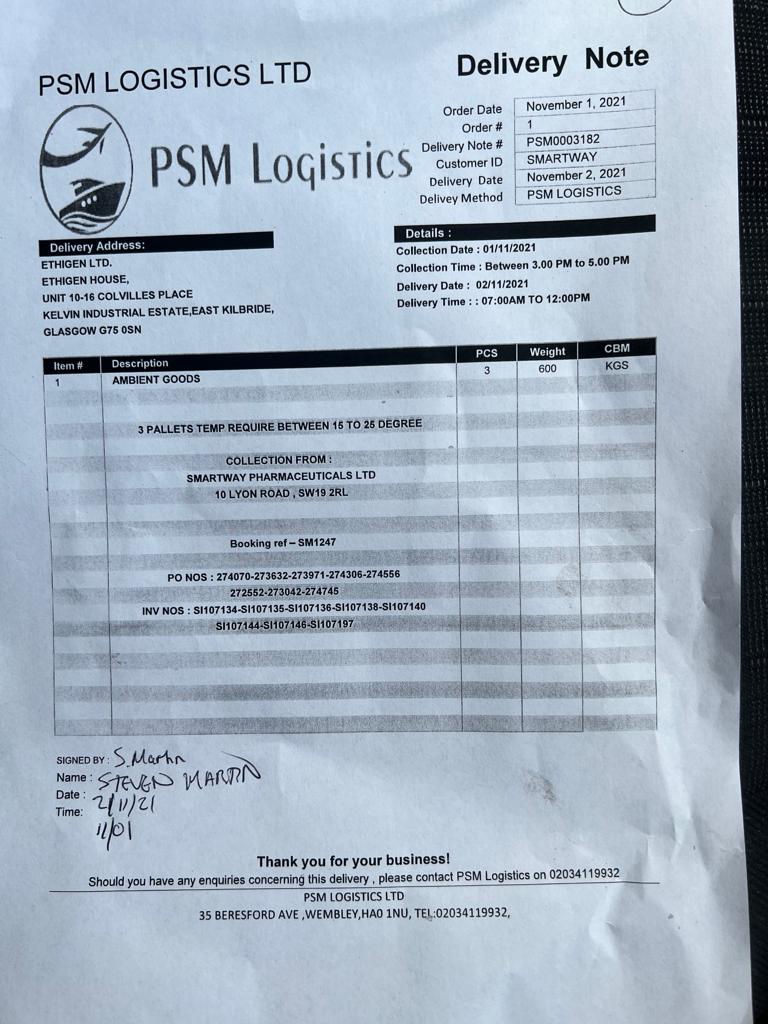 PSM LOGISTICS LTD
Delivery Note
PSM Logistics
Order Date November 1, 2021
Order # 1
Delivery Note # PSM0003182
Customer ID SMARTWAY
Delivery Date November 2, 2021
Delivey Method PSM LOGISTICS
Delivery Address:
ETHIGEN LTD.
ETHIGEN HOUSE,
UNIT 10-16 COLVILLES PLACE
KELVIN INDUSTRIAL ESTATE,EAST KILBRIDE,
GLASGOW G75 0SN
Details :
Collection Date : 01/11/2021
Collection Time : Between 3.00 PM to 5.00 PM
Delivery Date : 02/11/2021
Delivery Time : : 07:00AM TO 12:00PM
Item # Description PCS Weight CBM
1 AMBIENT GOODS 3 600 KGS
3 PALLETS TEMP REQUIRE BETWEEN 15 TO 25 DEGREE
COLLECTION FROM :
SMARTWAY PHARMACEUTICALS LTD
10 LYON ROAD , SW19 2RL
Booking ref – SM1247
PO NOS : 274070-273632-273971-274306-274556
272552-273042-274745
INV NOS : SI107134-SI107135-SI107136-SI107138-SI107140
SI107144-SI107146-SI107197
SIGNED BY : S.Martin
Name : STEVEN MARTIN
Date : 2/11/21
Time: 11/01
Thank you for your business!
Should you have any enquiries concerning this delivery , please contact PSM Logistics on 02034119932
PSM LOGISTICS LTD
35 BERESFORD AVE ,WEMBLEY,HA0 1NU, TEL:02034119932,